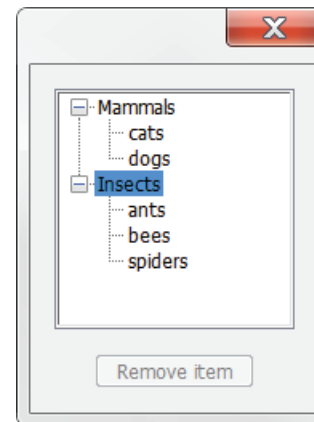 Mammals
cats
dogs
Insects
ants
bees
spiders
Remove item